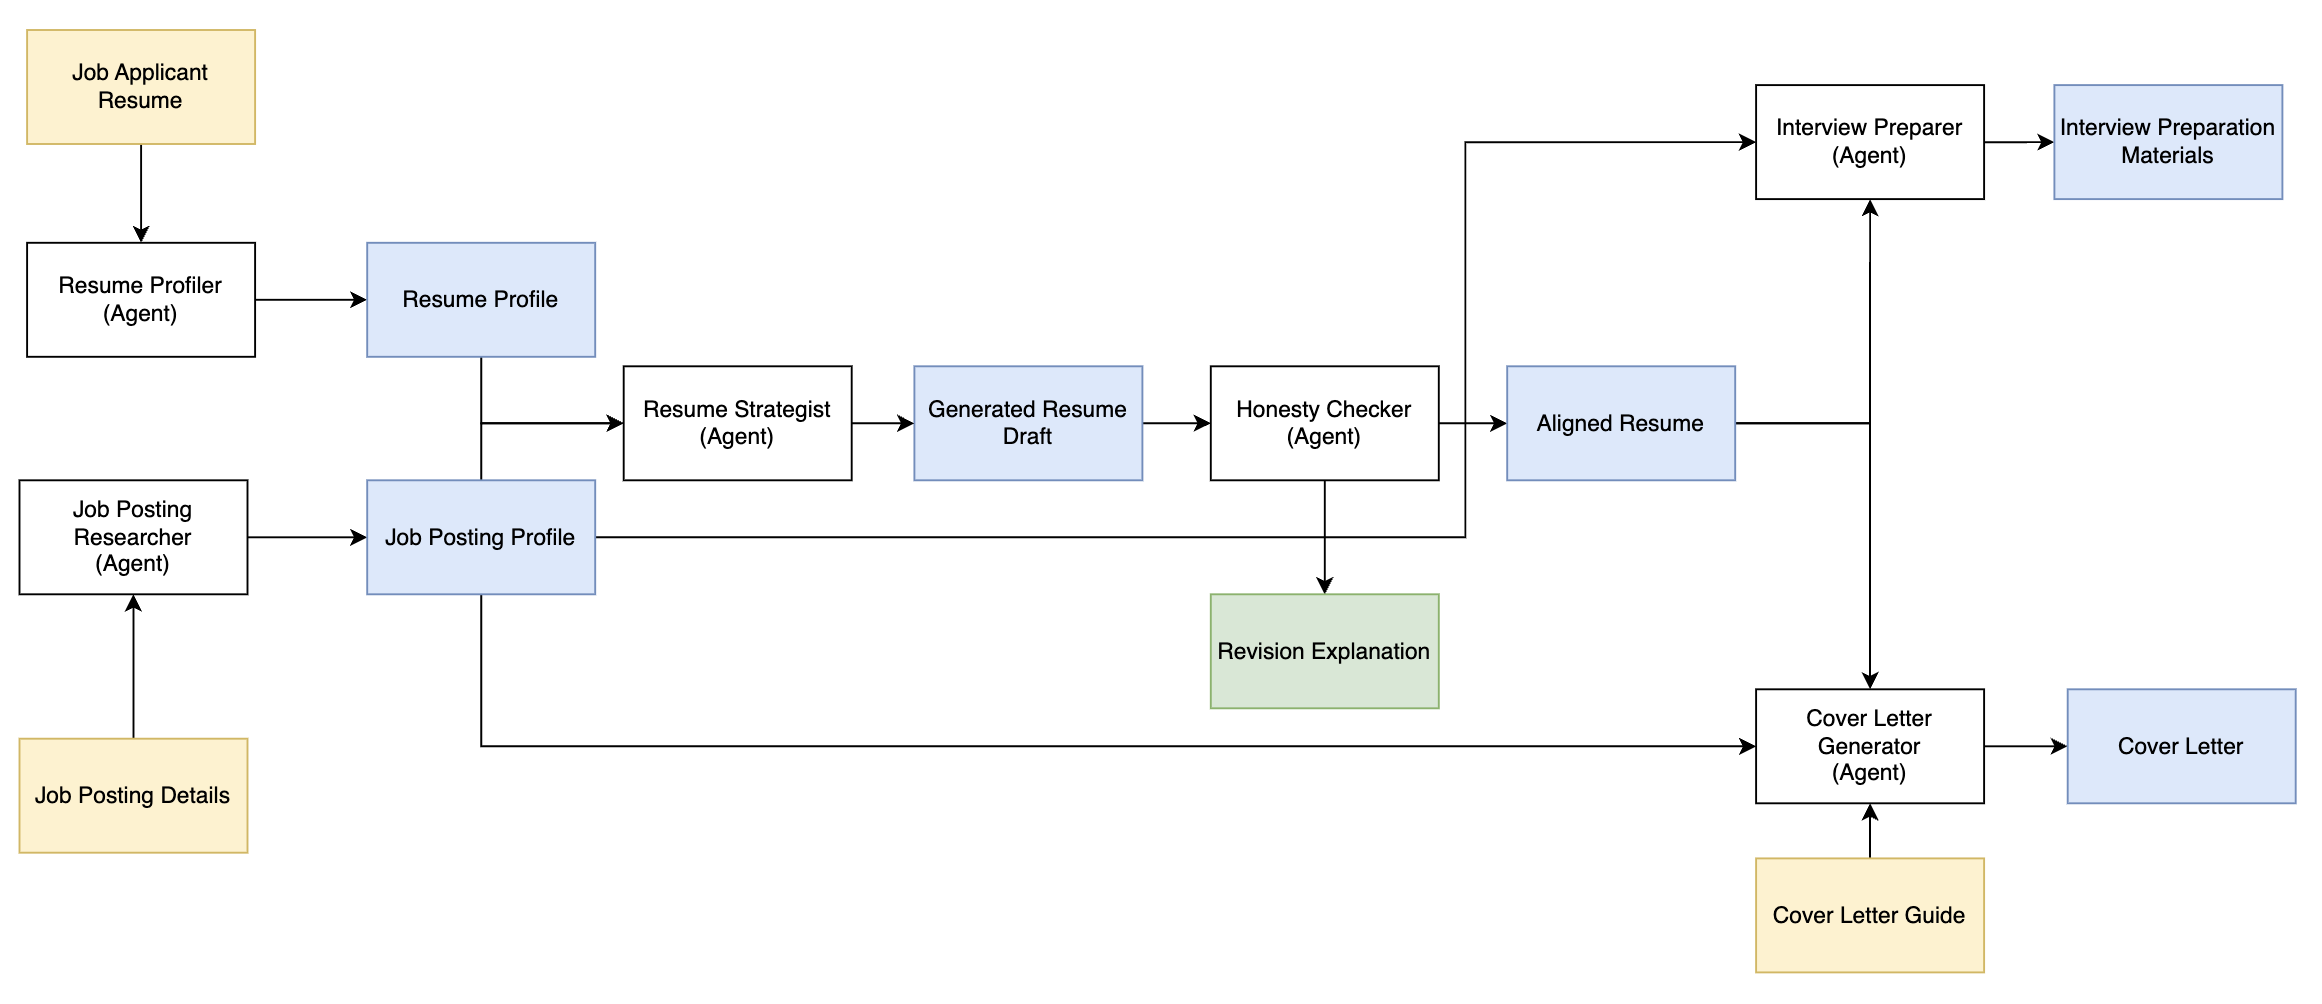 Job Applicant
Resume
Interview Preparer
(Agent)
Interview Preparation
Materials
Resume Profiler
(Agent)
Resume Profile
Resume Strategist
(Agent)
Generated Resume
Draft
Honesty Checker
(Agent)
Aligned Resume
Job Posting
Researcher
(Agent)
Job Posting Profile
Revision Explanation
Cover Letter
Generator
(Agent)
Cover Letter
Job Posting Details
Cover Letter Guide